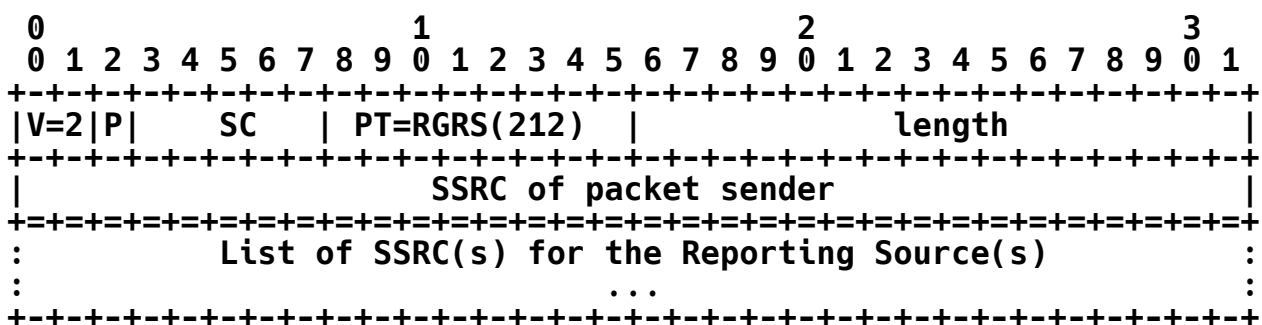 0                   1                   2                   3
 0 1 2 3 4 5 6 7 8 9 0 1 2 3 4 5 6 7 8 9 0 1 2 3 4 5 6 7 8 9 0 1
+-+-+-+-+-+-+-+-+-+-+-+-+-+-+-+-+-+-+-+-+-+-+-+-+-+-+-+-+-+-+-+-+
|V=2|P|    SC   | PT=RGRS(212)  |             length            |
+-+-+-+-+-+-+-+-+-+-+-+-+-+-+-+-+-+-+-+-+-+-+-+-+-+-+-+-+-+-+-+-+
|                     SSRC of packet sender                     |
+=+=+=+=+=+=+=+=+=+=+=+=+=+=+=+=+=+=+=+=+=+=+=+=+=+=+=+=+=+=+=+=+
:          List of SSRC(s) for the Reporting Source(s)          :
:                              ...                              :
+-+-+-+-+-+-+-+-+-+-+-+-+-+-+-+-+-+-+-+-+-+-+-+-+-+-+-+-+-+-+-+-+